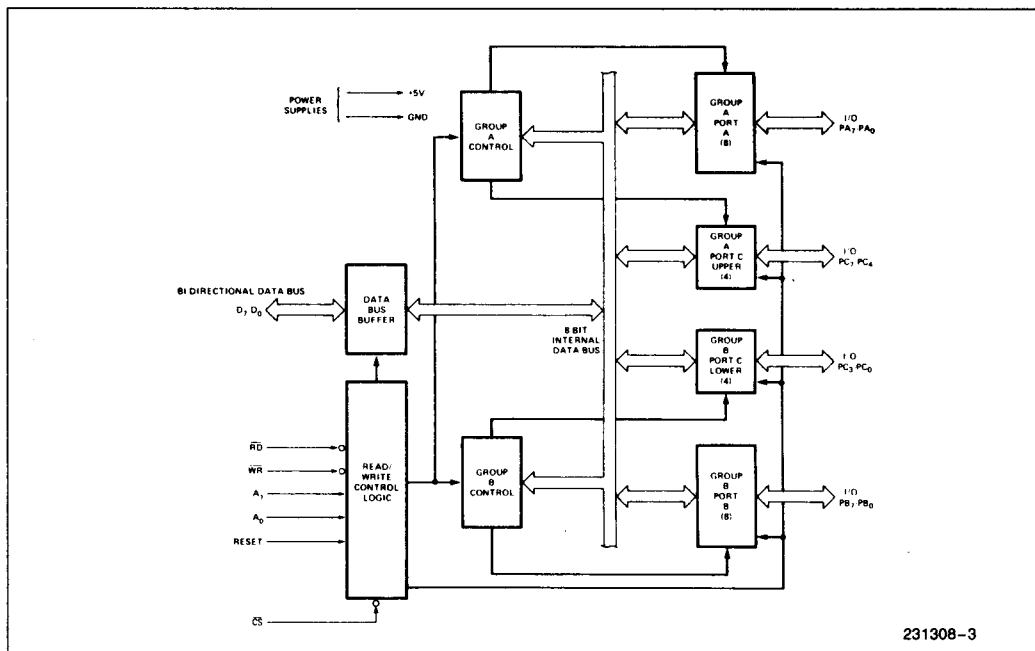 POWER
SUPPLIES
+5V
GND
GROUP
A
CONTROL
GROUP
A
PORT
A
(8)
I/O
PA7-PA0
GROUP
A
PORT C
UPPER
(4)
I/O
PC7-PC4
BI DIRECTIONAL DATA BUS
D7-D0
DATA
BUS
BUFFER
8 BIT
INTERNAL
DATA BUS
GROUP
B
PORT C
LOWER
(4)
I/O
PC3-PC0
RD
WR
A1
A0
RESET
READ/
WRITE
CONTROL
LOGIC
GROUP
B
CONTROL
GROUP
B
PORT
B
(8)
I/O
PB7-PB0
CS
231308-3